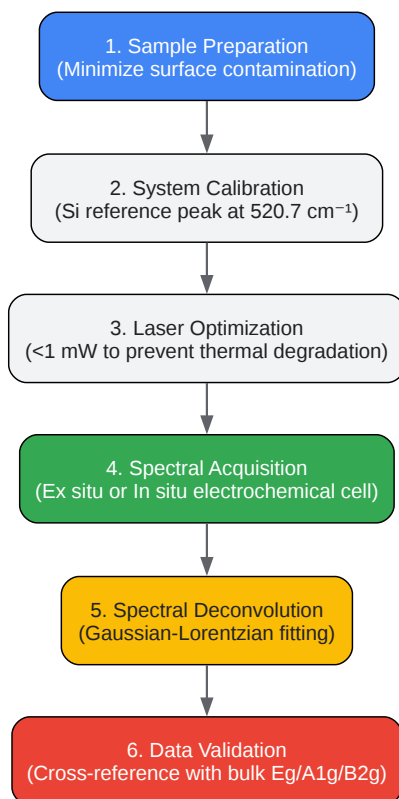 1. Sample Preparation
(Minimize surface contamination)
2. System Calibration
(Si reference peak at 520.7 cm⁻¹)
3. Laser Optimization
(<1 mW to prevent thermal degradation)
4. Spectral Acquisition
(Ex situ or In situ electrochemical cell)
5. Spectral Deconvolution
(Gaussian-Lorentzian fitting)
6. Data Validation
(Cross-reference with bulk Eg/A1g/B2g)